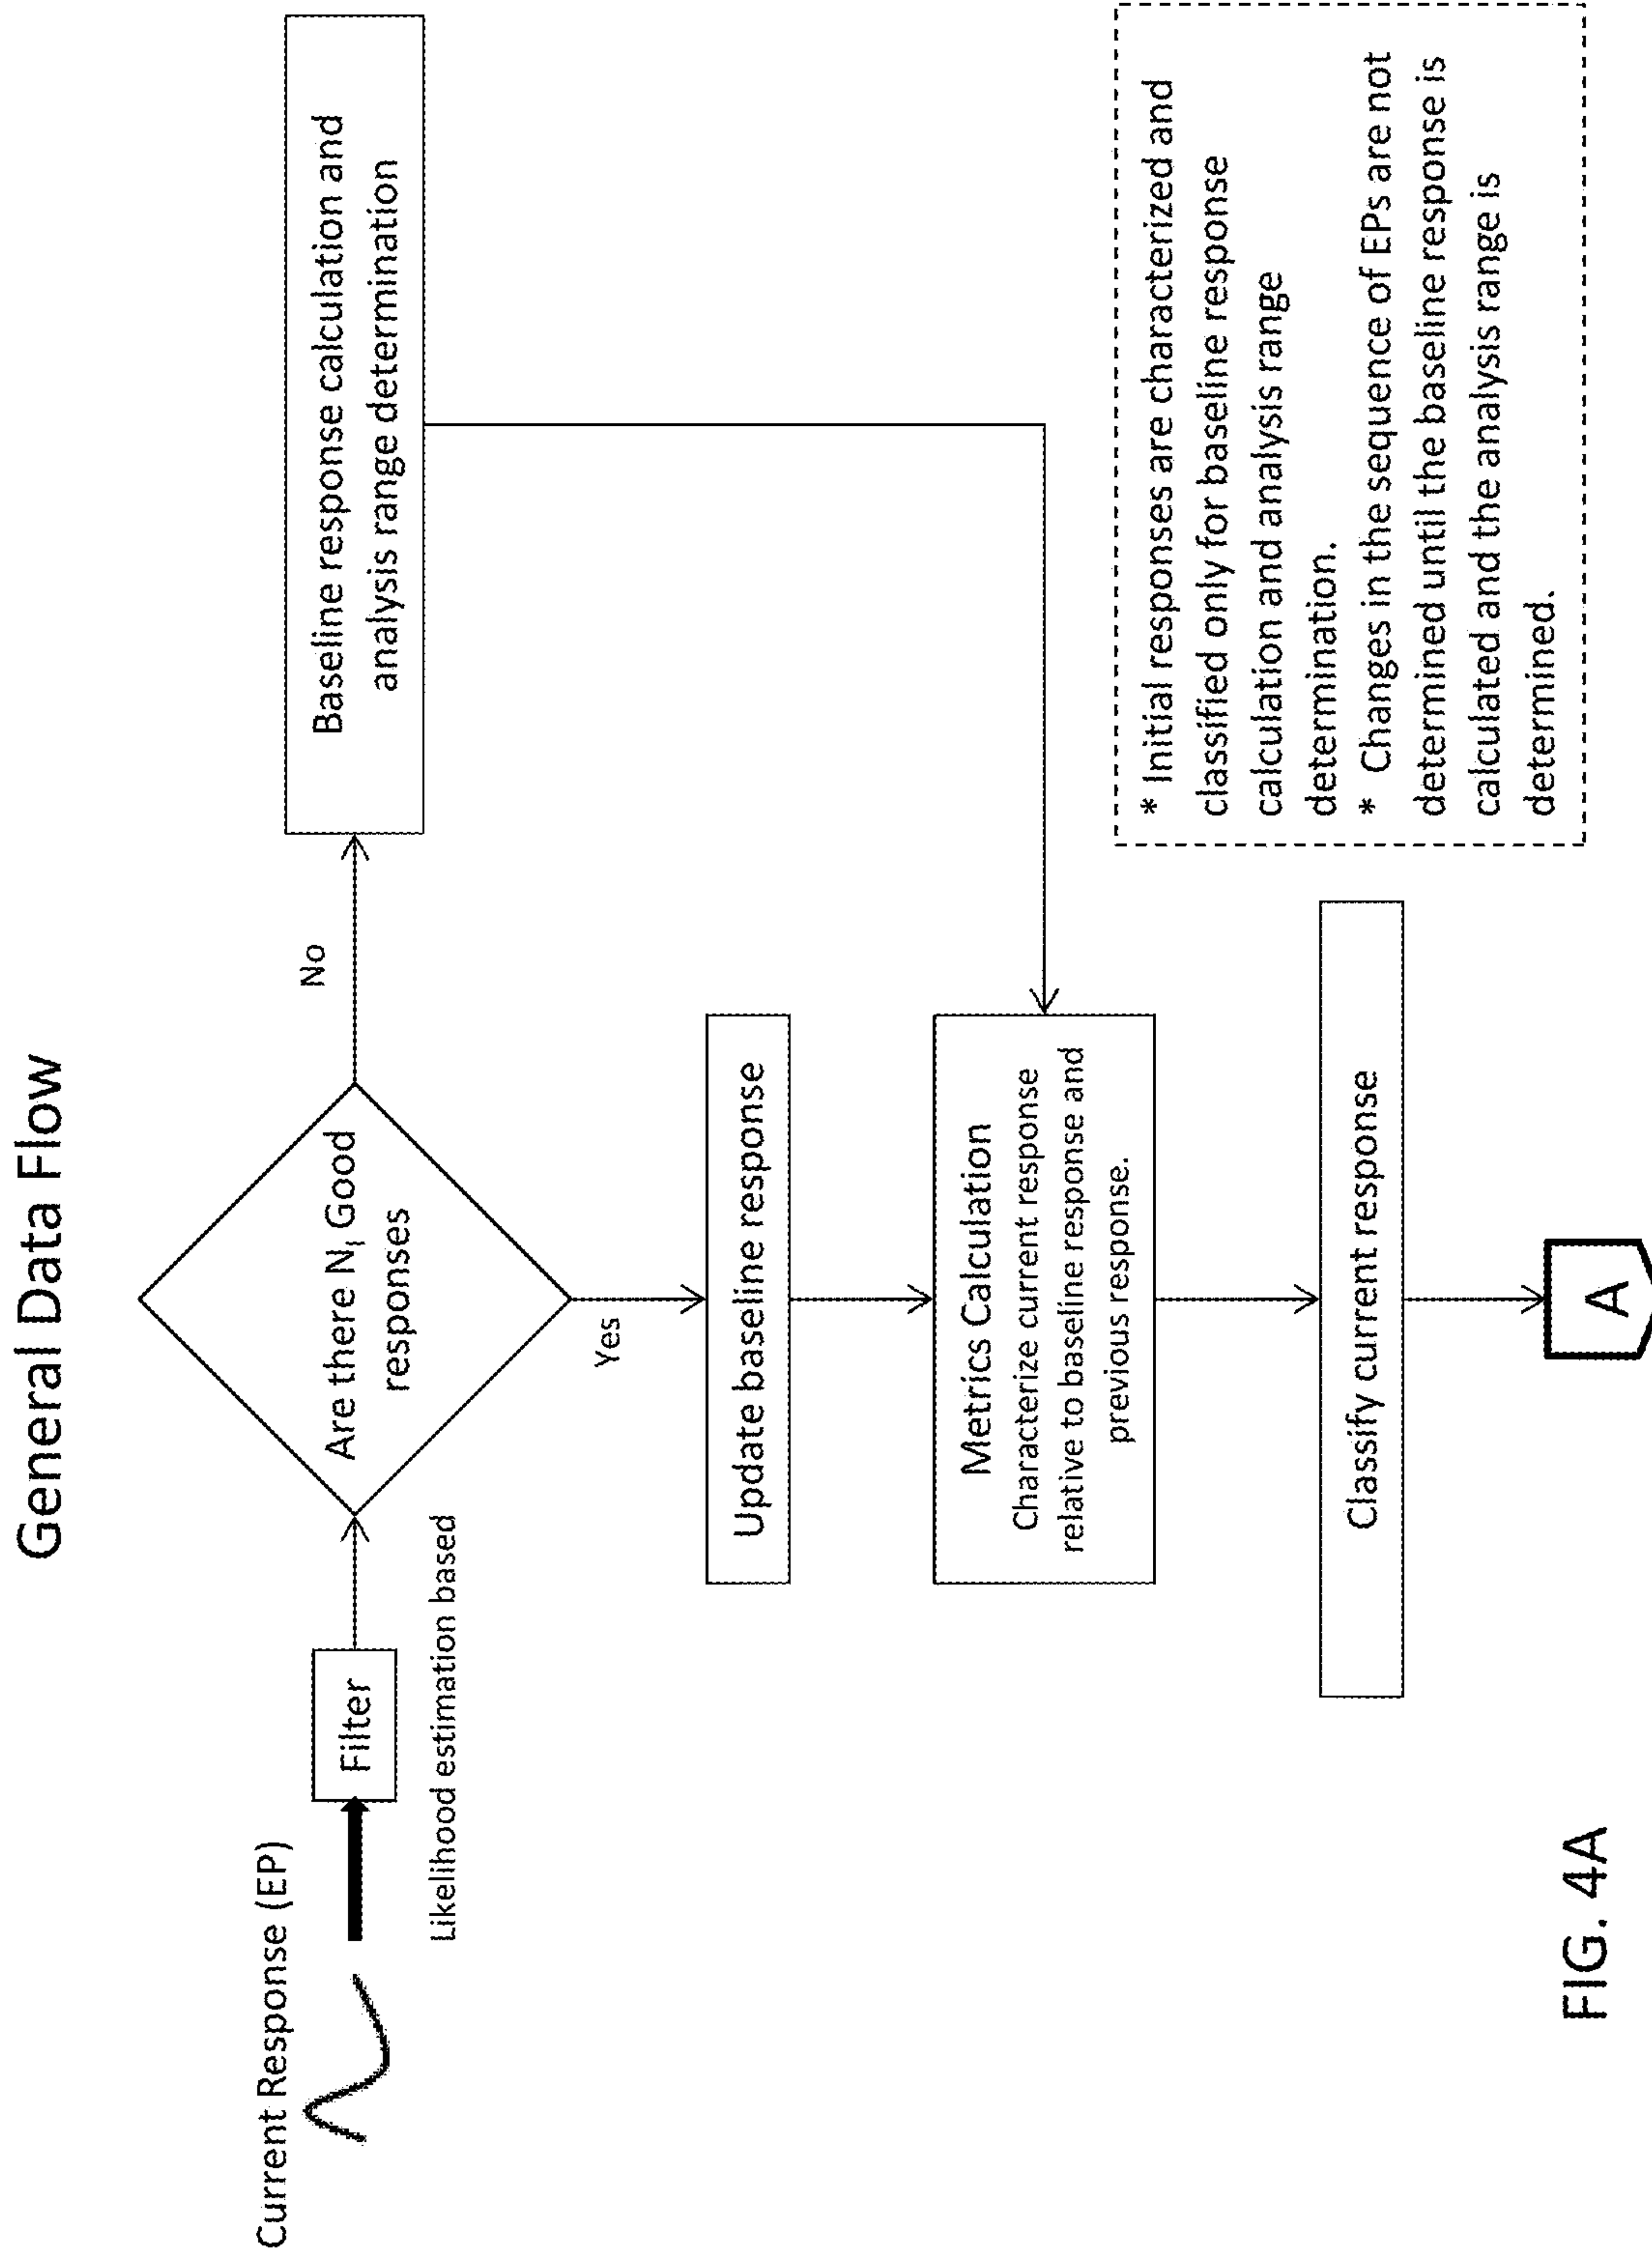 General Data Flow
Current Response (EP)
Filter
Likelihood estimation based
Are there N_I Good
responses
No
Yes
Baseline response calculation and
analysis range determination
Update baseline response
Metrics Calculation
Characterize current response
relative to baseline response and
previous response.
Classify current response
A
* Initial responses are characterized and
classified only for baseline response
calculation and analysis range
determination.
* Changes in the sequence of EPs are not
determined until the baseline response is
calculated and the analysis range is
determined.
FIG. 4A